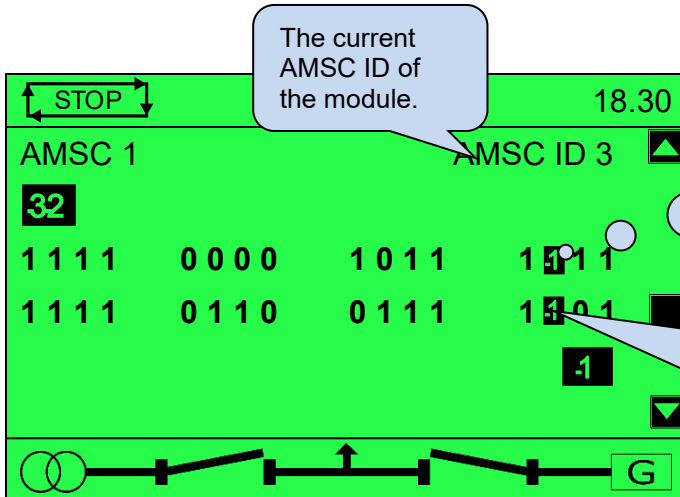 The current
AMSC ID of
the module.
STOP
18.30
AMSC 1
AMSC ID 3
32
1 1 1 1 0 0 0 0 1 0 1 1 1 1 1 1
1 1 1 1 0 1 1 0 0 1 1 1 1 1 0 1
1
G